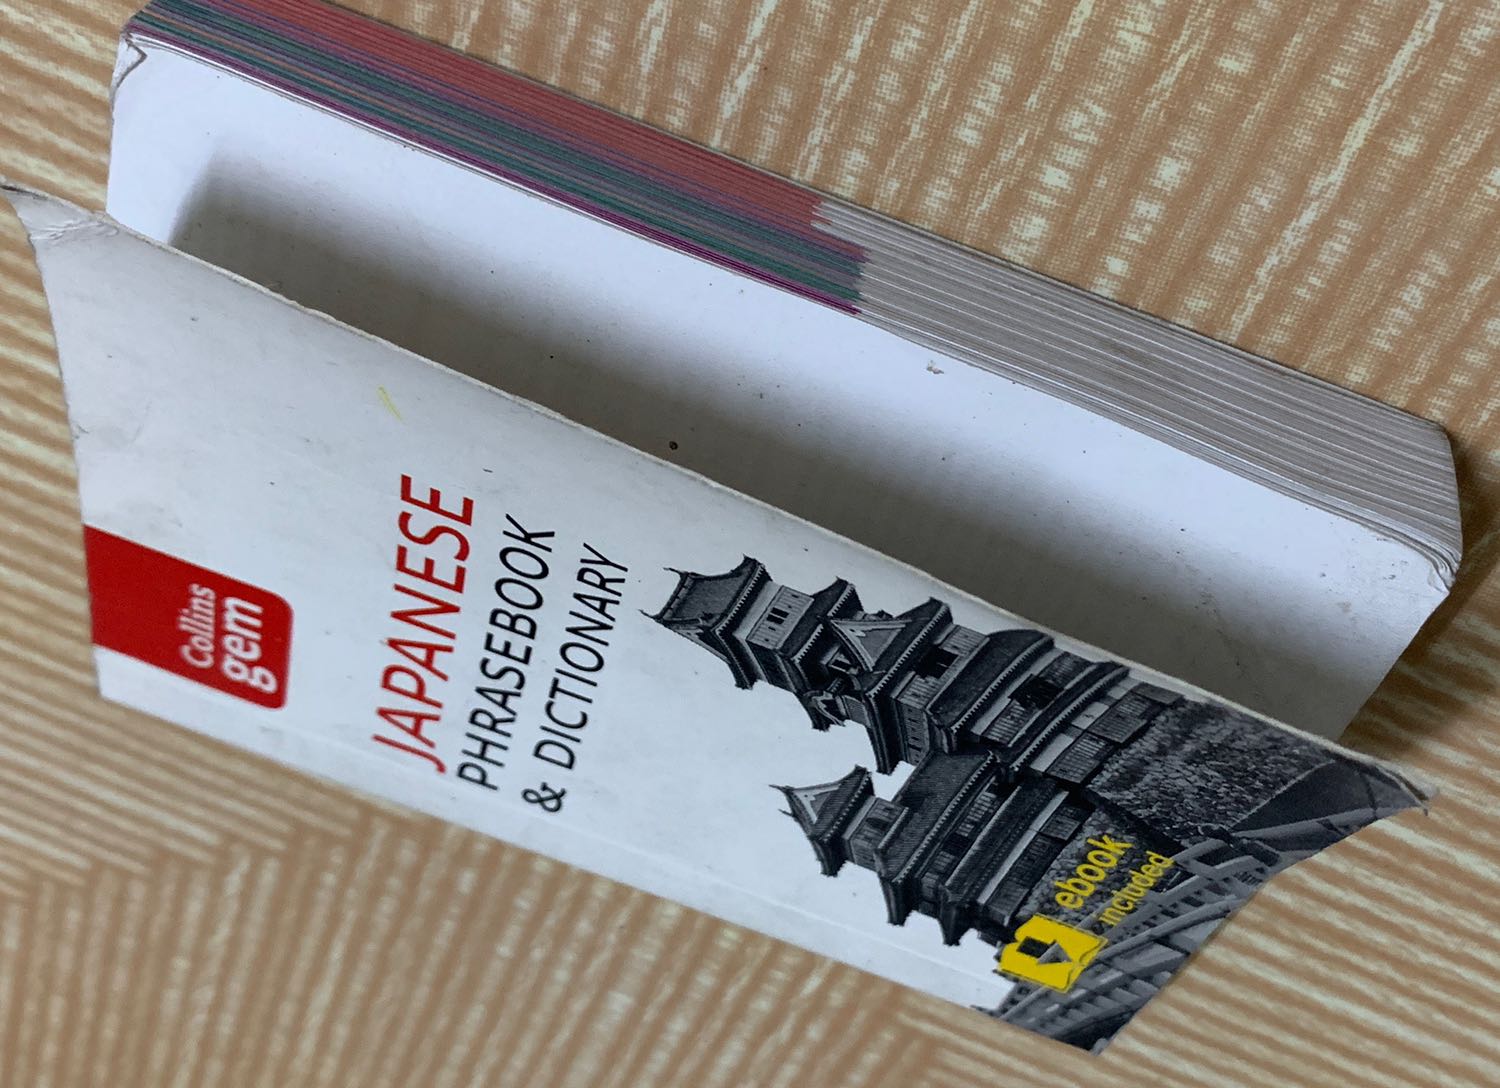 Collins
gem
JAPANESE
PHRASEBOOK
& DICTIONARY
ebook
included